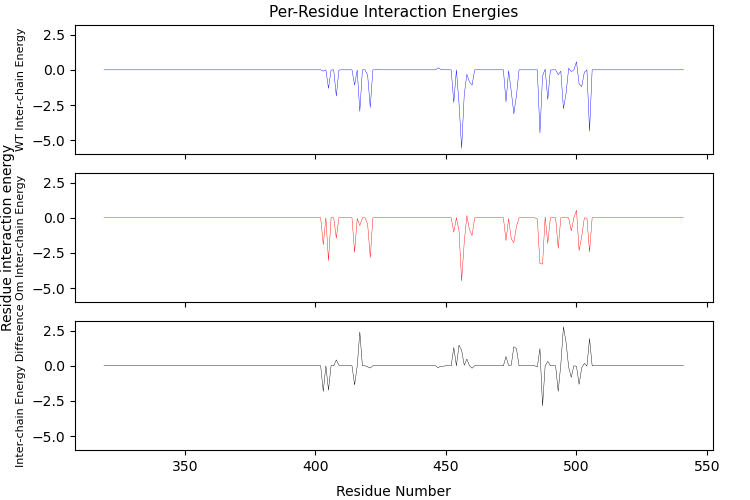 Per-Residue Interaction Energies
Residue interaction energy
WT Inter-chain Energy
2.5
0.0
−2.5
−5.0
Om Inter-chain Energy
2.5
0.0
−2.5
−5.0
Inter-chain Energy Difference
2.5
0.0
−2.5
−5.0
350
400
450
500
550
Residue Number